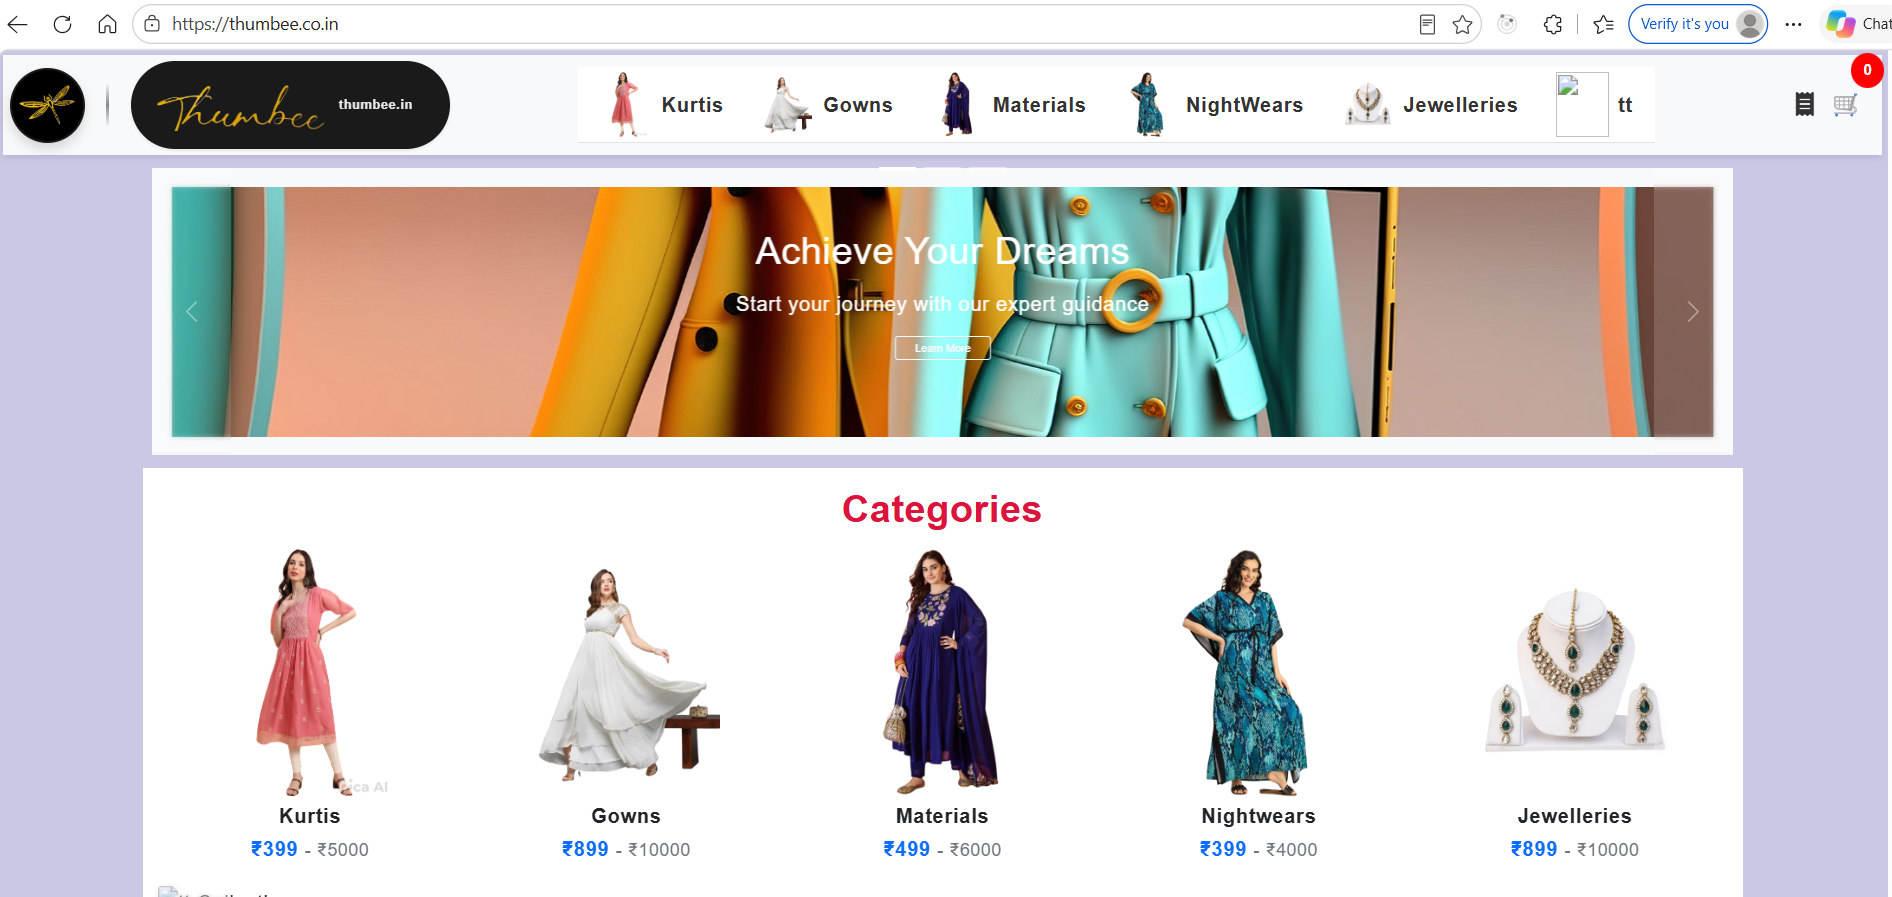 https://thumbee.co.in
Verify it's you
Chat
Thumbee
thumbee.in
Kurtis
Gowns
Materials
NightWears
Jewelleries
tt
0
Achieve Your Dreams
Start your journey with our expert guidance
Learn More
Categories
Kurtis
₹399 - ₹5000
Gowns
₹899 - ₹10000
Materials
₹499 - ₹6000
Nightwears
₹399 - ₹4000
Jewelleries
₹899 - ₹10000